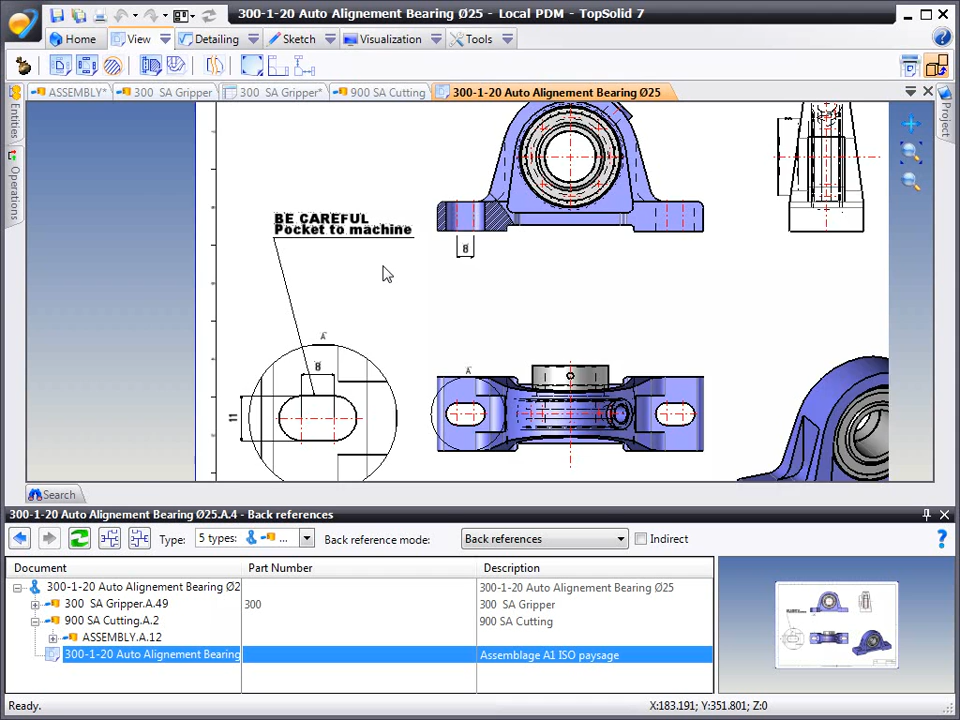 300-1-20 Auto Alignement Bearing Ø25 - Local PDM - TopSolid 7
Home View Detailing Sketch Visualization Tools
ASSEMBLY* 300 SA Gripper 300 SA Gripper* 900 SA Cutting 300-1-20 Auto Alignement Bearing Ø25
Entities
Operations
Project
BE CAREFUL
Pocket to machine
8
A
8
11
A
Search
300-1-20 Auto Alignement Bearing Ø25.A.4 - Back references
Type: 5 types: ... Back reference mode: Back references Indirect
Document Part Number Description
300-1-20 Auto Alignement Bearing Ø2 300-1-20 Auto Alignement Bearing Ø25
300 SA Gripper.A.49 300 300 SA Gripper
900 SA Cutting.A.2 900 SA Cutting
ASSEMBLY.A.12
300-1-20 Auto Alignement Bearing Assemblage A1 ISO paysage
Ready. X:183.191; Y:351.801; Z:0